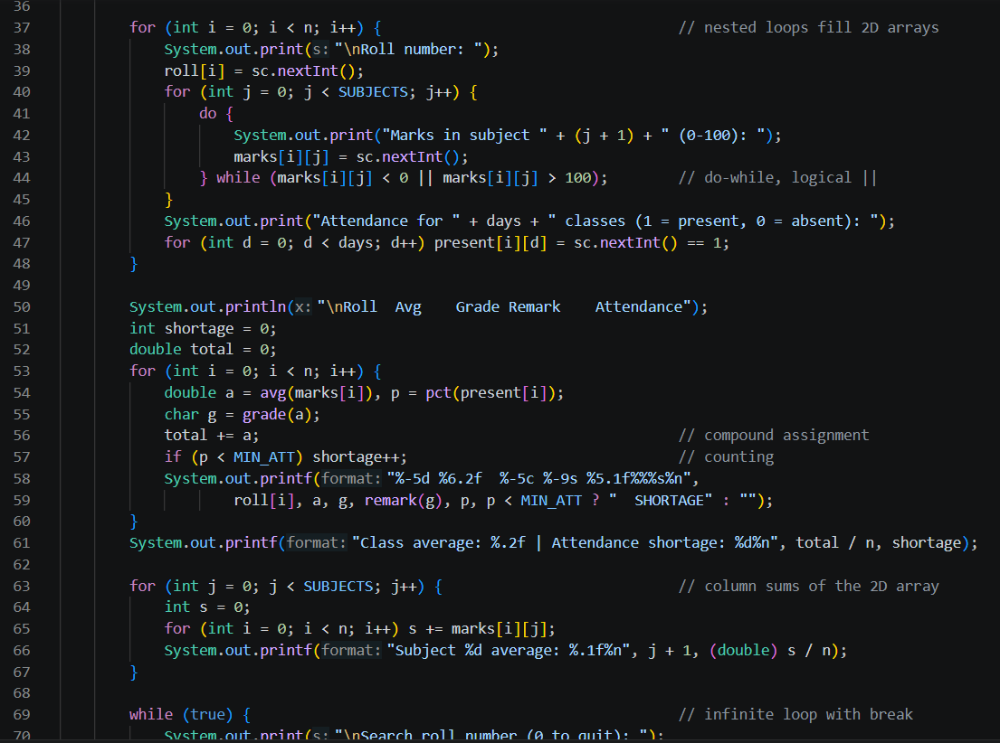 36
37 for (int i = 0; i < n; i++) { // nested loops fill 2D arrays
38 System.out.print(s: "\nRoll number: ");
39 roll[i] = sc.nextInt();
40 for (int j = 0; j < SUBJECTS; j++) {
41 do {
42 System.out.print("Marks in subject " + (j + 1) + " (0-100): ");
43 marks[i][j] = sc.nextInt();
44 } while (marks[i][j] < 0 || marks[i][j] > 100); // do-while, logical ||
45 }
46 System.out.print("Attendance for " + days + " classes (1 = present, 0 = absent): ");
47 for (int d = 0; d < days; d++) present[i][d] = sc.nextInt() == 1;
48 }
49
50 System.out.println(x: "\nRoll  Avg    Grade Remark    Attendance");
51 int shortage = 0;
52 double total = 0;
53 for (int i = 0; i < n; i++) {
54 double a = avg(marks[i]), p = pct(present[i]);
55 char g = grade(a);
56 total += a; // compound assignment
57 if (p < MIN_ATT) shortage++; // counting
58 System.out.printf(format: "%-5d %6.2f  %-5c %-9s %5.1f%%%s%n",
59 roll[i], a, g, remark(g), p, p < MIN_ATT ? "  SHORTAGE" : "");
60 }
61 System.out.printf(format: "Class average: %.2f | Attendance shortage: %d%n", total / n, shortage);
62
63 for (int j = 0; j < SUBJECTS; j++) { // column sums of the 2D array
64 int s = 0;
65 for (int i = 0; i < n; i++) s += marks[i][j];
66 System.out.printf(format: "Subject %d average: %.1f%n", j + 1, (double) s / n);
67 }
68
69 while (true) { // infinite loop with break
70 System.out.print(s: "\nSearch roll number (0 to quit): ");